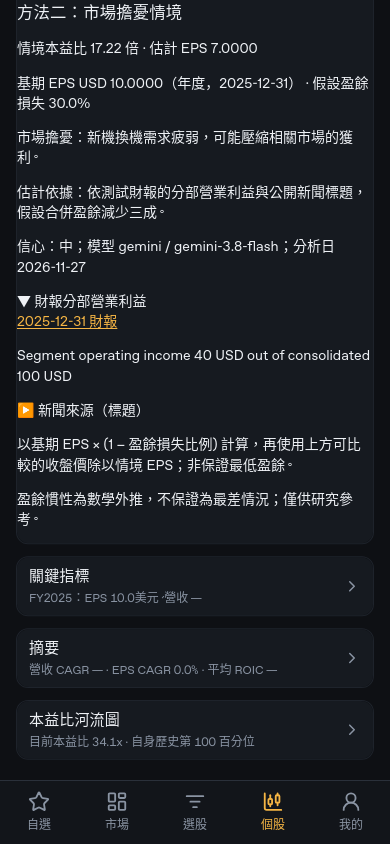 方法二：市場擔憂情境
情境本益比 17.22 倍 · 估計 EPS 7.0000
基期 EPS USD 10.0000（年度，2025-12-31） · 假設盈餘
損失 30.0%
市場擔憂：新機換機需求疲弱，可能壓縮相關市場的獲
利。
估計依據：依測試財報的分部營業利益與公開新聞標題，
假設合併盈餘減少三成。
信心：中；模型 gemini / gemini-3.8-flash；分析日
2026-11-27
▼ 財報分部營業利益
2025-12-31 財報
Segment operating income 40 USD out of consolidated
100 USD
▶ 新聞來源（標題）
以基期 EPS × (1 − 盈餘損失比例) 計算，再使用上方可比
較的收盤價除以情境 EPS；非保證最低盈餘。
盈餘慣性為數學外推，不保證為最差情況；僅供研究參
考。
關鍵指標
FY2025：EPS 10.0美元 ·營收 —
摘要
營收 CAGR — · EPS CAGR 0.0% · 平均 ROIC —
本益比河流圖
目前本益比 34.1x · 自身歷史第 100 百分位
自選
市場
選股
個股
我的